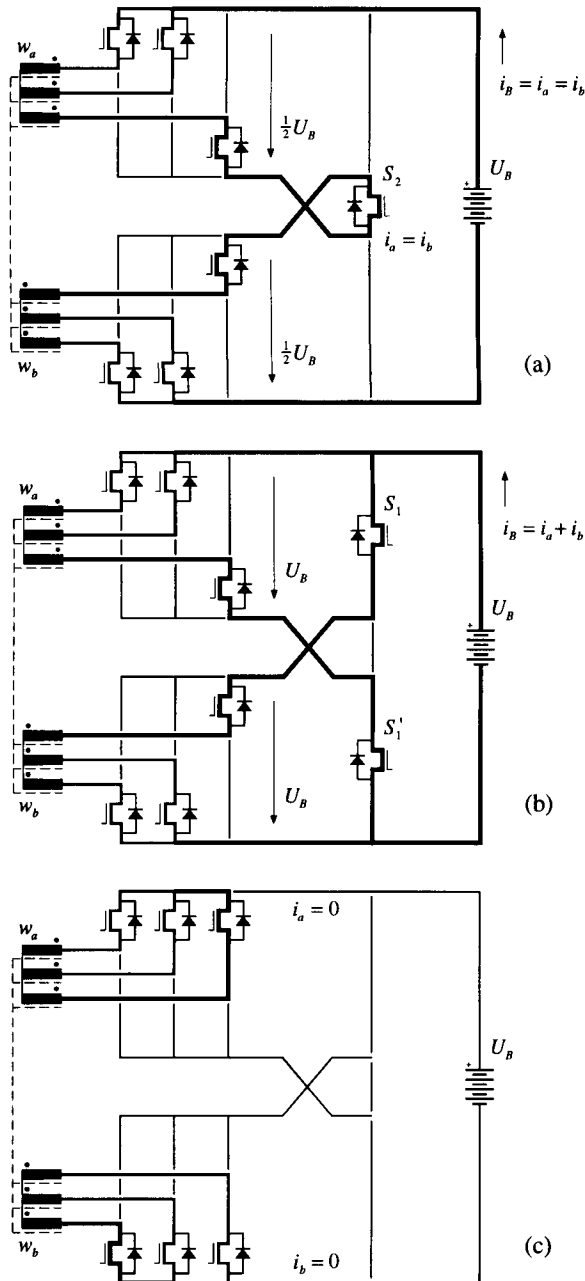 w_a
½U_B
i_B = i_a = i_b
S_2
U_B
+
i_a = i_b
½U_B
w_b
(a)
w_a
S_1
i_B = i_a + i_b
U_B
U_B
+
S_1'
U_B
w_b
(b)
i_a = 0
w_a
U_B
+
w_b
i_b = 0
(c)